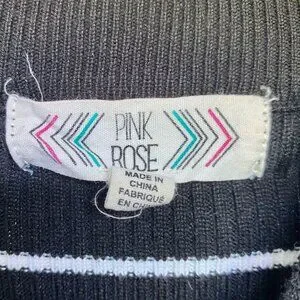 PINK
ROSE
MADE IN
CHINA
FABRIQUÉ
EN CHINE